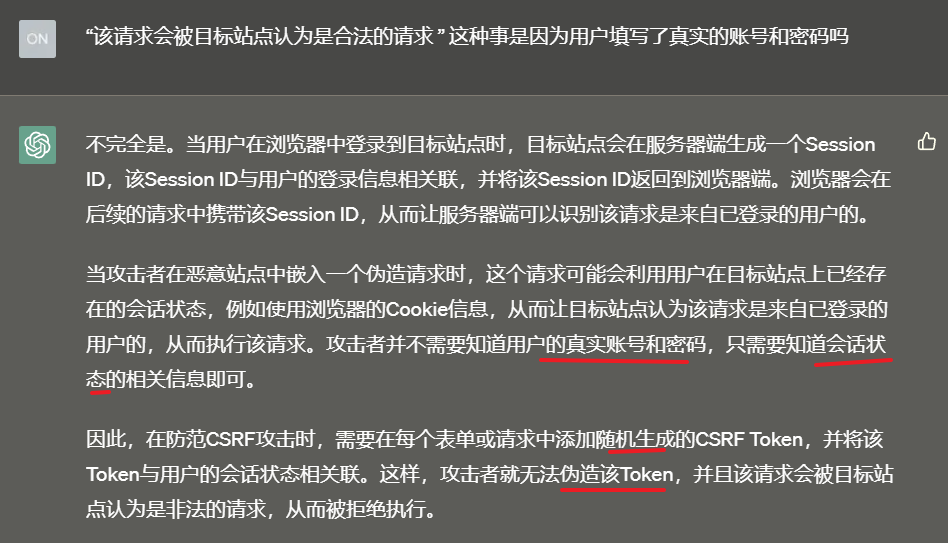 ON
“该请求会被目标站点认为是合法的请求 ” 这种事是因为用户填写了真实的账号和密码吗
不完全是。当用户在浏览器中登录到目标站点时，目标站点会在服务器端生成一个Session
ID，该Session ID与用户的登录信息相关联，并将该Session ID返回到浏览器端。浏览器会在
后续的请求中携带该Session ID，从而让服务器端可以识别该请求是来自已登录的用户的。
当攻击者在恶意站点中嵌入一个伪造请求时，这个请求可能会利用用户在目标站点上已经存
在的会话状态，例如使用浏览器的Cookie信息，从而让目标站点认为该请求是来自已登录的
用户的，从而执行该请求。攻击者并不需要知道用户的真实账号和密码，只需要知道会话状
态的相关信息即可。
因此，在防范CSRF攻击时，需要在每个表单或请求中添加随机生成的CSRF Token，并将该
Token与用户的会话状态相关联。这样，攻击者就无法伪造该Token，并且该请求会被目标站
点认为是非法的请求，从而被拒绝执行。